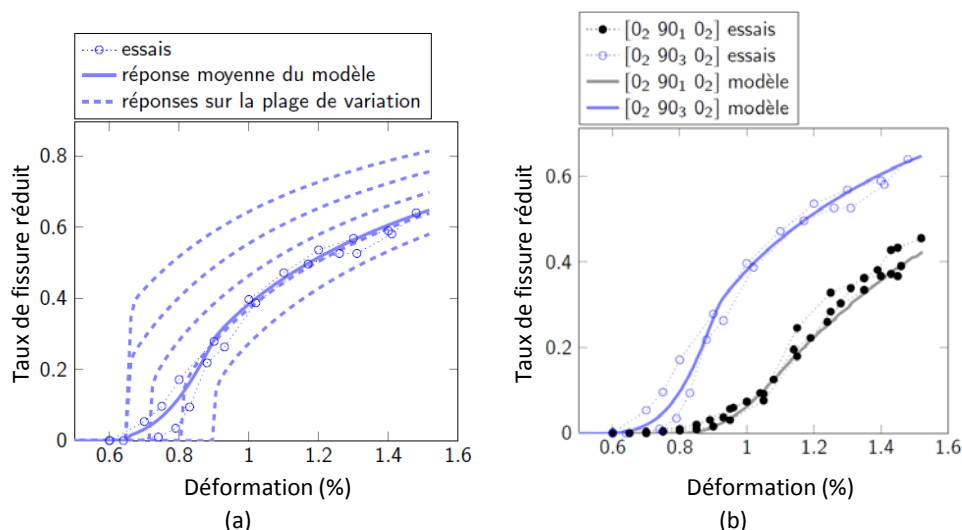 essais
réponse moyenne du modèle
réponses sur la plage de variation
0.8
0.6
0.4
0.2
0
0.6
0.8
1
1.2
1.4
1.6
Taux de fissure réduit
Déformation (%)
(a)
[0₂ 90₁ 0₂] essais
[0₂ 90₃ 0₂] essais
[0₂ 90₁ 0₂] modèle
[0₂ 90₃ 0₂] modèle
0.6
0.4
0.2
0
0.6
0.8
1
1.2
1.4
1.6
Taux de fissure réduit
Déformation (%)
(b)